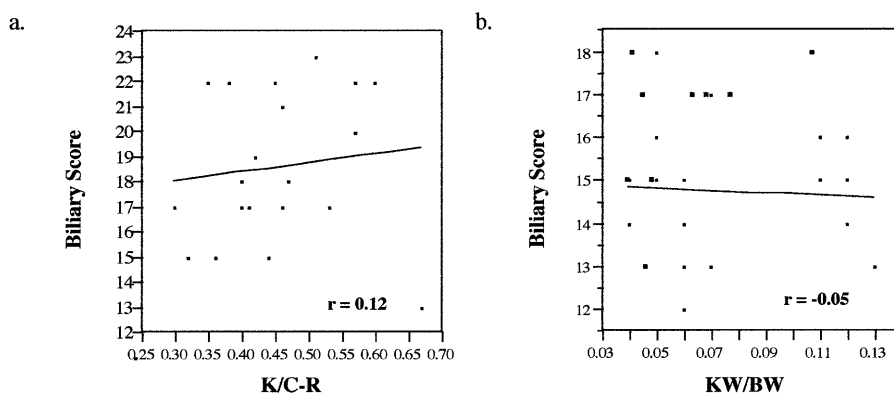 a.
24
23
22
21
20
19
18
17
16
15
14
13
12
Biliary Score
r = 0.12
0.25 0.30 0.35 0.40 0.45 0.50 0.55 0.60 0.65 0.70
K/C-R
b.
18
17
16
15
14
13
12
Biliary Score
r = -0.05
0.03 0.05 0.07 0.09 0.11 0.13
KW/BW